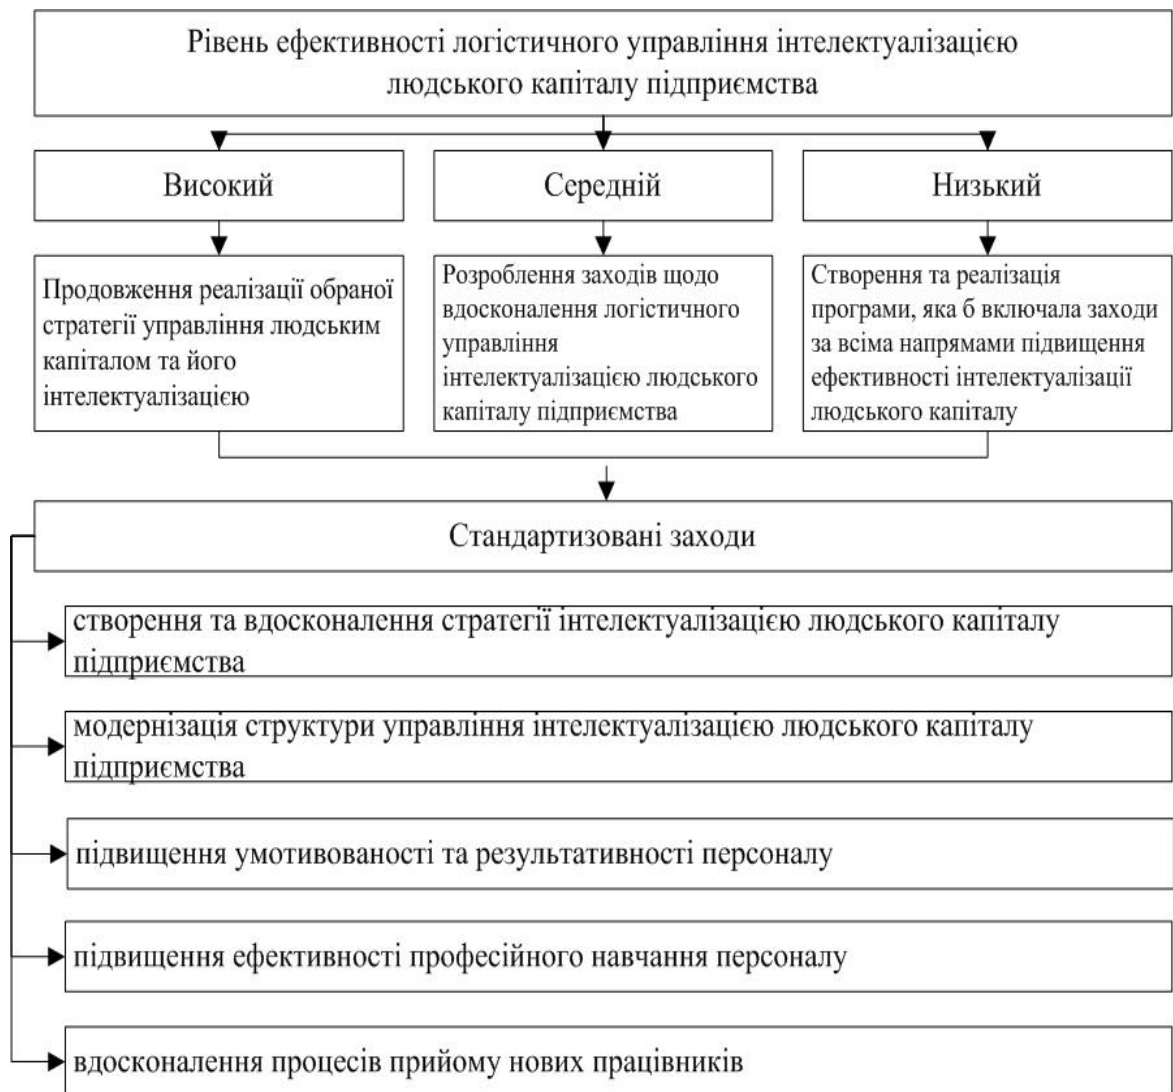 Рівень ефективності логістичного управління інтелектуалізацією
людського капіталу підприємства
Високий
Середній
Низький
Продовження реалізації обраної
стратегії управління людським
капіталом та його
інтелектуалізацією
Розроблення заходів щодо
вдосконалення логістичного
управління
інтелектуалізацією людського
капіталу підприємства
Створення та реалізація
програми, яка б включала заходи
за всіма напрямами підвищення
ефективності інтелектуалізації
людського капіталу
Стандартизовані заходи
створення та вдосконалення стратегії інтелектуалізацією людського капіталу
підприємства
модернізація структури управління інтелектуалізацією людського капіталу
підприємства
підвищення умотивованості та результативності персоналу
підвищення ефективності професійного навчання персоналу
вдосконалення процесів прийому нових працівників